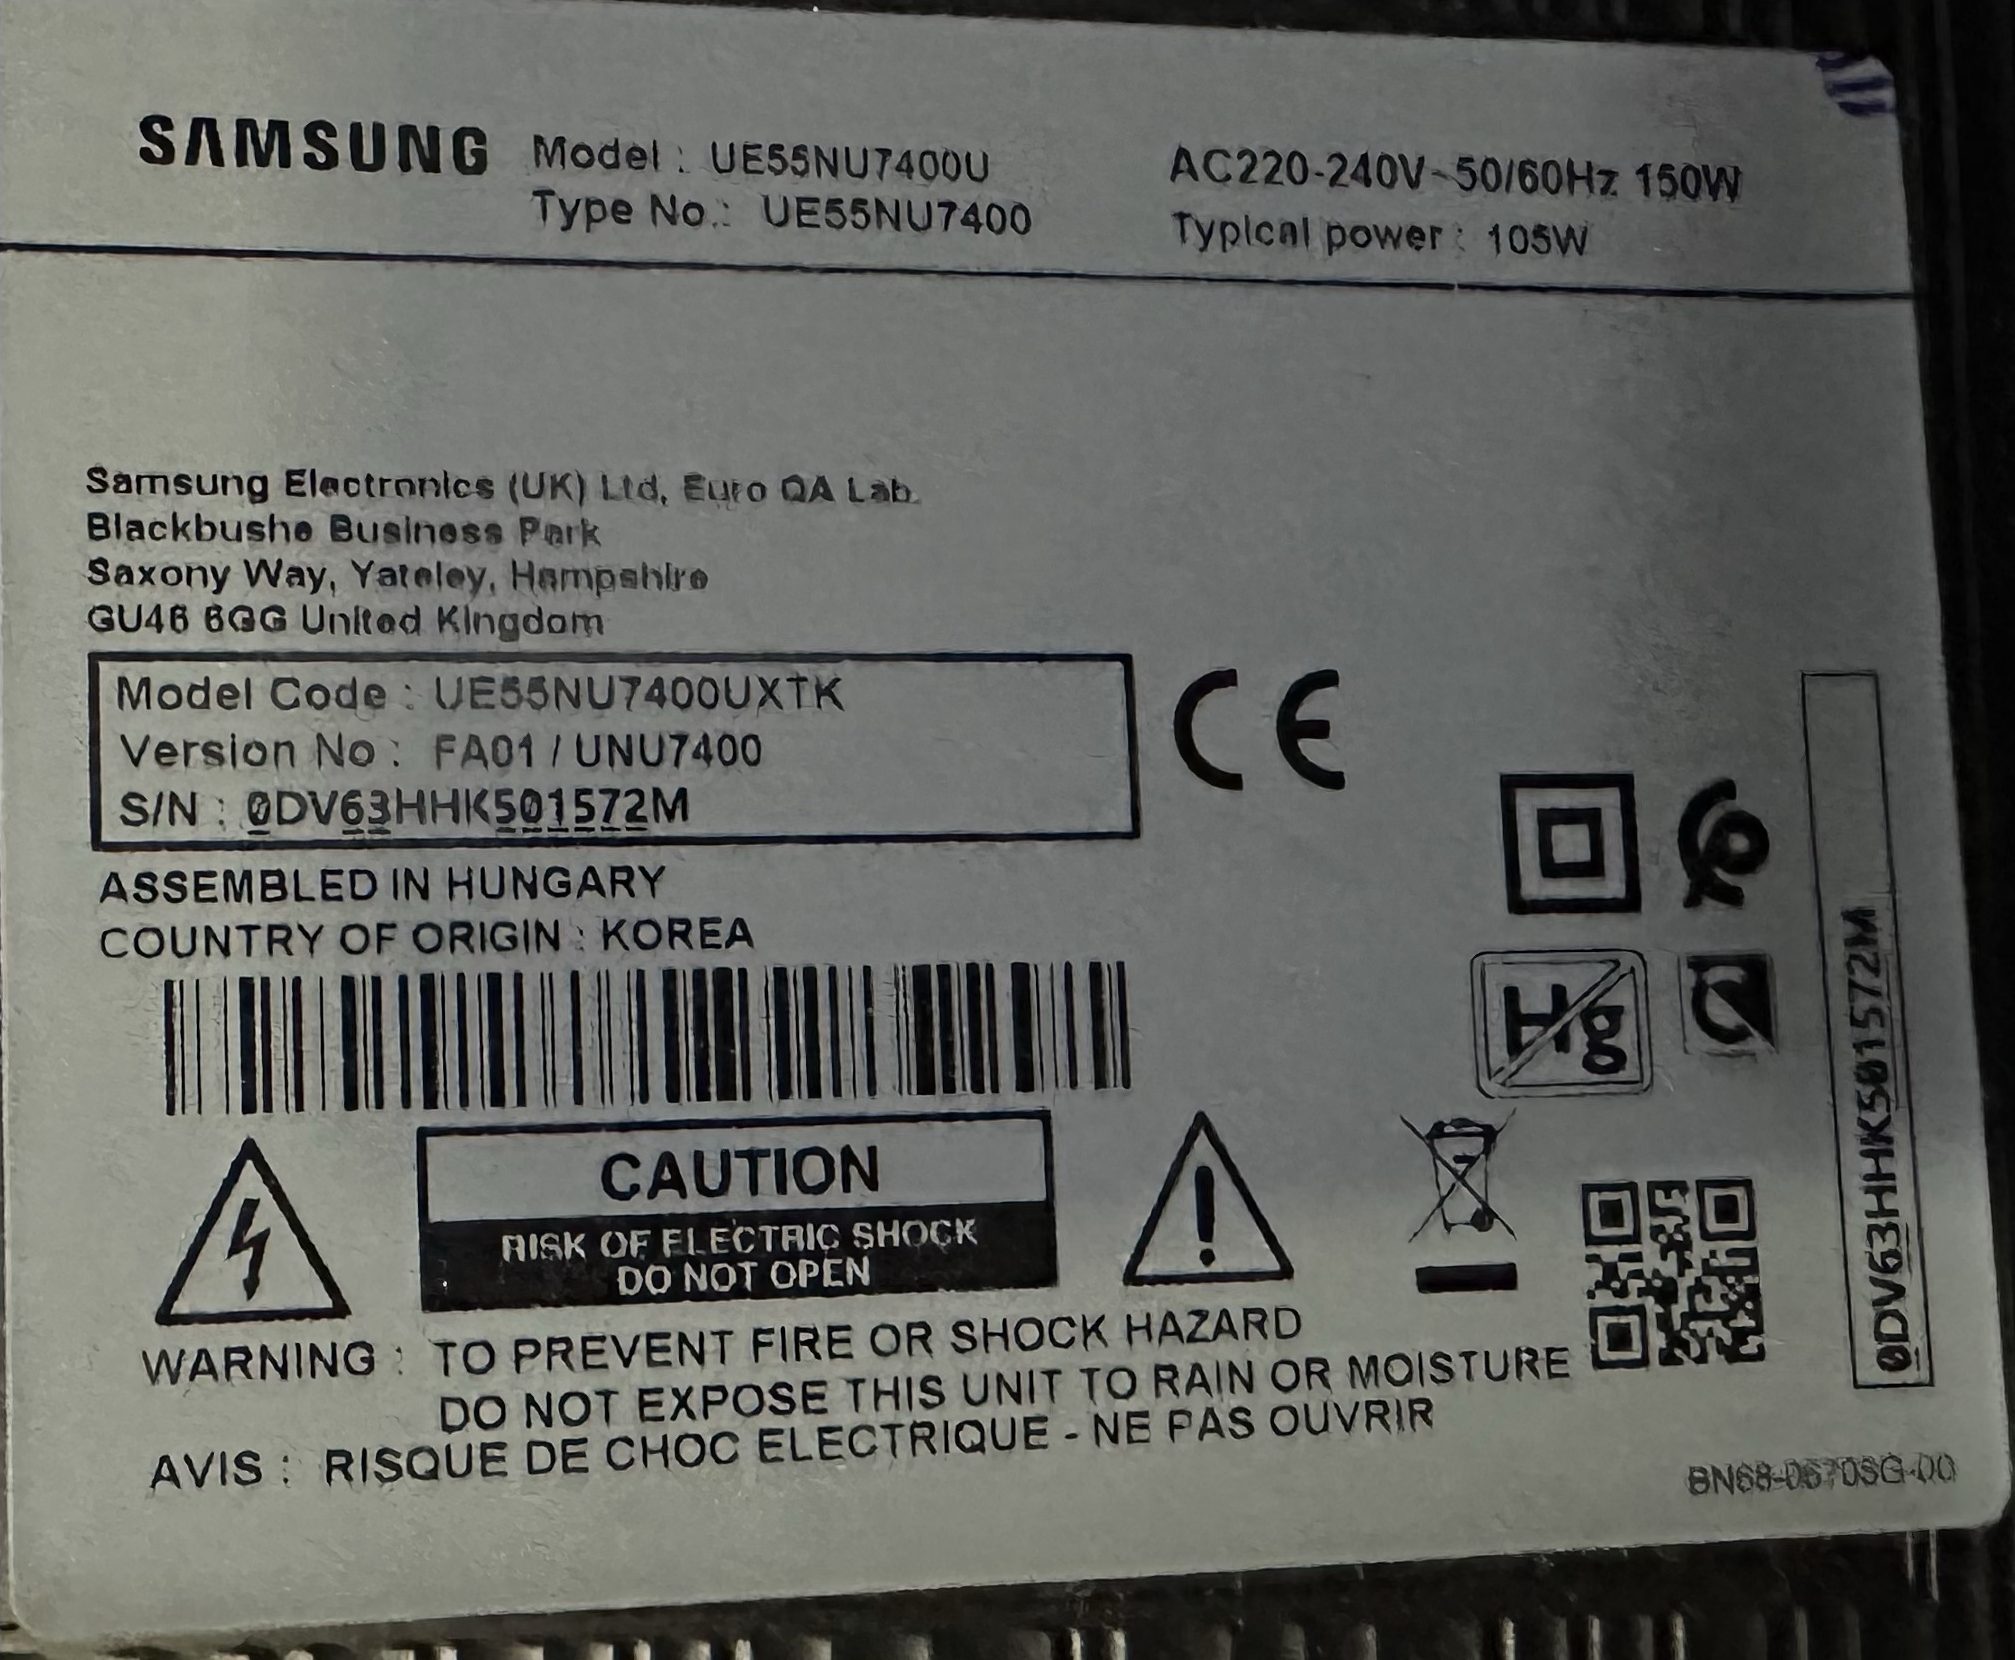 SAMSUNG Model : UE55NU7400U AC220-240V~50/60Hz 150W
Type No.: UE55NU7400 Typical power : 105W
Samsung Electronics (UK) Ltd, Euro QA Lab.
Blackbushe Business Park
Saxony Way, Yateley, Hampshire
GU46 6GG United Kingdom
Model Code : UE55NU7400UXTK
Version No : FA01 / UNU7400
S/N : 0DV63HHK501572M
CE
ASSEMBLED IN HUNGARY
COUNTRY OF ORIGIN : KOREA
Hg
0DV63HHK501572M
CAUTION
RISK OF ELECTRIC SHOCK
DO NOT OPEN
WARNING : TO PREVENT FIRE OR SHOCK HAZARD
DO NOT EXPOSE THIS UNIT TO RAIN OR MOISTURE
AVIS : RISQUE DE CHOC ELECTRIQUE - NE PAS OUVRIR